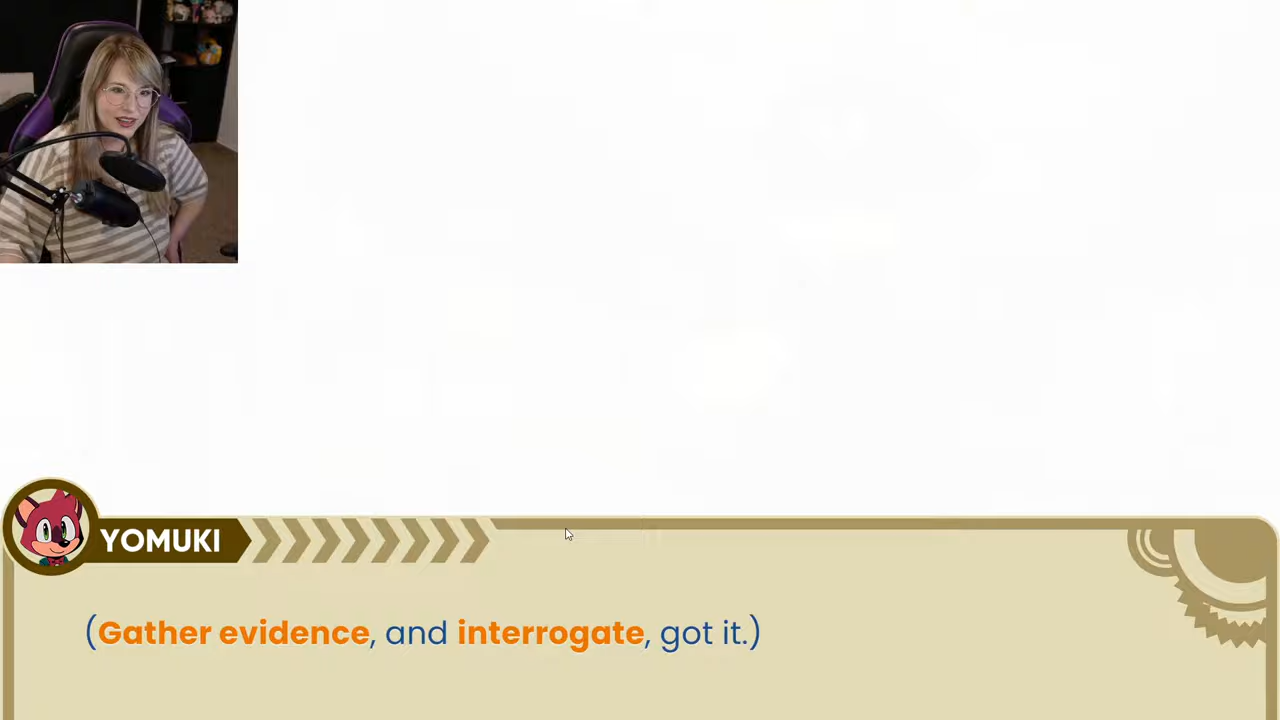 YOMUKI
(Gather evidence, and interrogate, got it.)